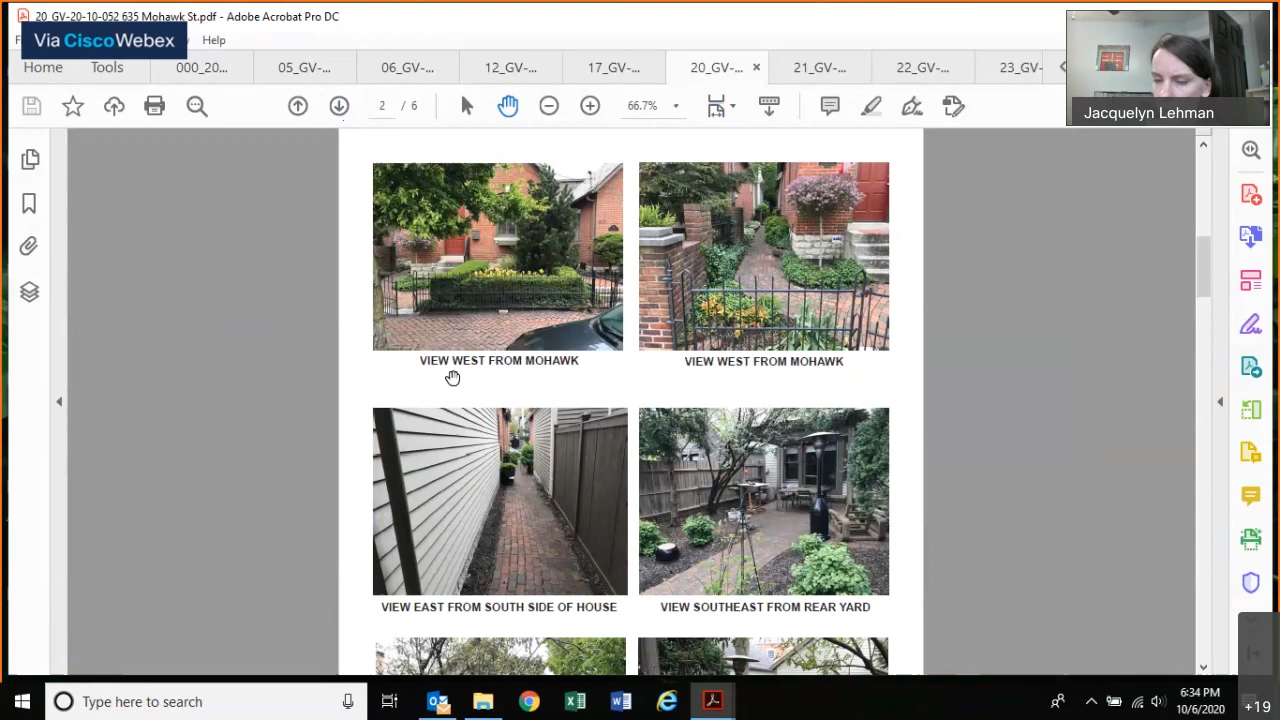 20_GV-20-10-052 635 Mohawk St.pdf - Adobe Acrobat Pro DC
Via CiscoWebex
Help
Home Tools 000_20... 05_GV-... 06_GV-... 12_GV-... 17_GV-... 20_GV-... 21_GV-... 22_GV-... 23_GV-
2 / 6 66.7%
Jacquelyn Lehman
VIEW WEST FROM MOHAWK
VIEW WEST FROM MOHAWK
VIEW EAST FROM SOUTH SIDE OF HOUSE
VIEW SOUTHEAST FROM REAR YARD
Type here to search
6:34 PM
10/6/2020
+19